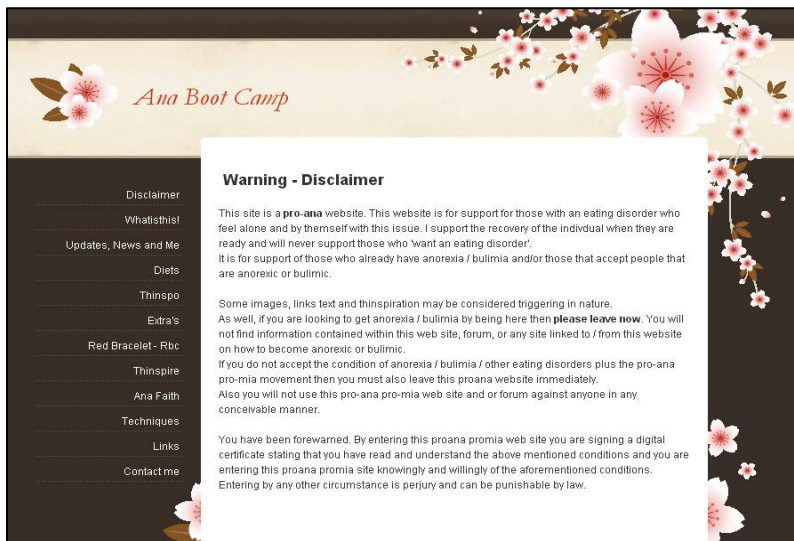 Ana Boot Camp
Disclaimer
Whatisthis!
Updates, News and Me
Diets
Thinspo
Extra's
Red Bracelet - Rbc
Thinspire
Ana Faith
Techniques
Links
Contact me
Warning - Disclaimer
This site is a pro-ana website. This website is for support for those with an eating disorder who
feel alone and by themself with this issue. I support the recovery of the indivdual when they are
ready and will never support those who 'want an eating disorder'.
It is for support of those who already have anorexia / bulimia and/or those that accept people that
are anorexic or bulimic.
Some images, links text and thinspiration may be considered triggering in nature.
As well, if you are looking to get anorexia / bulimia by being here then please leave now. You will
not find information contained within this web site, forum, or any site linked to / from this website
on how to become anorexic or bulimic.
If you do not accept the condition of anorexia / bulimia / other eating disorders plus the pro-ana
pro-mia movement then you must also leave this proana website immediately.
Also you will not use this pro-ana pro-mia web site and or forum against anyone in any
conceivable manner.
You have been forewarned. By entering this proana promia web site you are signing a digital
certificate stating that you have read and understand the above mentioned conditions and you are
entering this proana promia site knowingly and willingly of the aforementioned conditions.
Entering by any other circumstance is perjury and can be punishable by law.